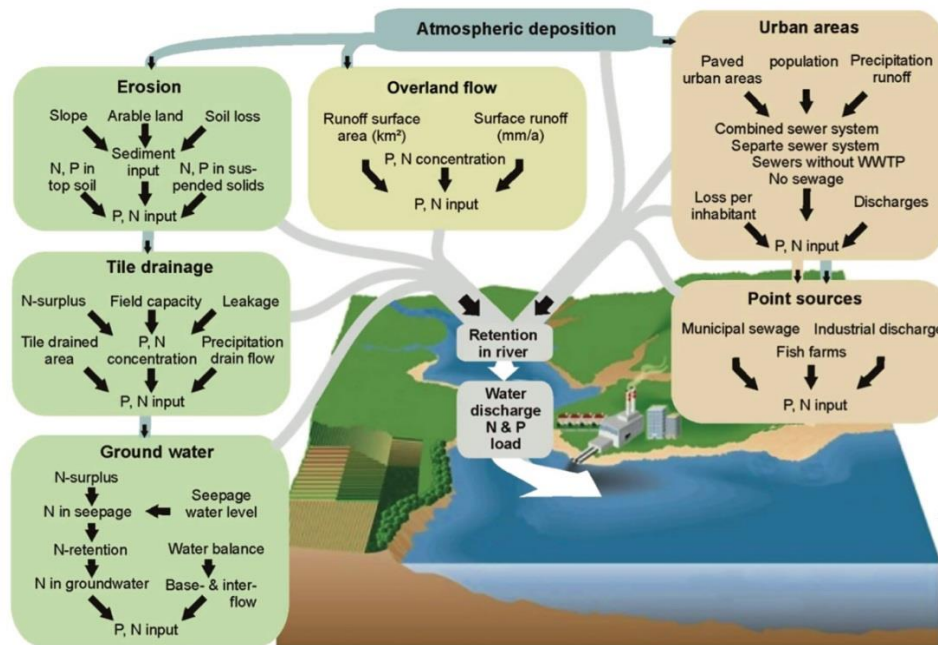 Atmospheric deposition
Erosion
Slope
Arable land
Soil loss
Sediment
input
N, P in
top soil
N, P in sus-
pended solids
P, N input
Overland flow
Runoff surface
area (km²)
Surface runoff
(mm/a)
P, N concentration
P, N input
Urban areas
Paved
urban areas
population
Precipitation
runoff
Combined sewer system
Separte sewer system
Sewers without WWTP
No sewage
Loss per
inhabitant
Discharges
P, N input
Tile drainage
N-surplus
Field capacity
Leakage
Tile drained
area
P, N
concentration
Precipitation
drain flow
P, N input
Point sources
Municipal sewage
Industrial discharge
Fish farms
P, N input
Retention
in river
Water
discharge
N & P
load
Ground water
N-surplus
N in seepage
Seepage
water level
N-retention
Water balance
N in groundwater
Base- & inter-
flow
P, N input